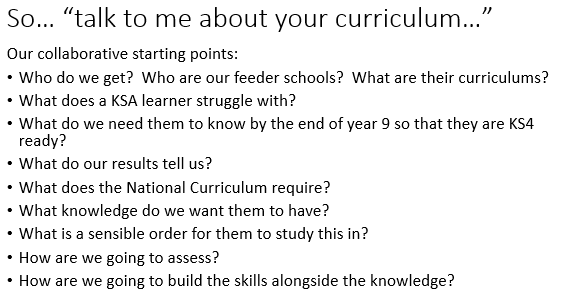 So… “talk to me about your curriculum…”
Our collaborative starting points:
• Who do we get?  Who are our feeder schools?  What are their curriculums?
• What does a KSA learner struggle with?
• What do we need them to know by the end of year 9 so that they are KS4
ready?
• What do our results tell us?
• What does the National Curriculum require?
• What knowledge do we want them to have?
• What is a sensible order for them to study this in?
• How are we going to assess?
• How are we going to build the skills alongside the knowledge?